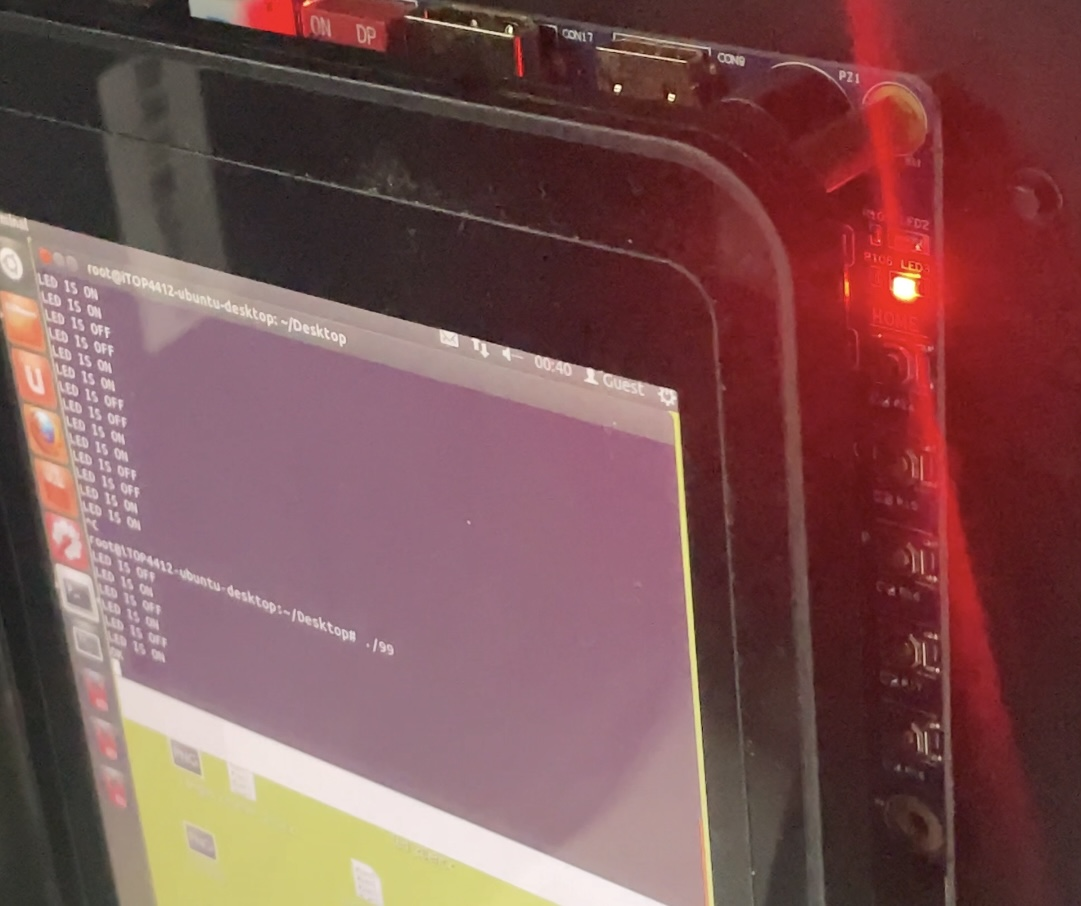 ON DP
CON17
CON9
PZ1
LED2
LED3
HOME
root@iTOP4412-ubuntu-desktop: ~/Desktop
00:40 Guest
LED IS ON
LED IS ON
LED IS OFF
LED IS OFF
LED IS ON
LED IS ON
LED IS OFF
LED IS OFF
LED IS ON
LED IS ON
LED IS OFF
LED IS OFF
LED IS ON
LED IS ON
^C
root@iTOP4412-ubuntu-desktop:~/Desktop# ./99
LED IS OFF
LED IS ON
LED IS OFF
LED IS ON
LED IS OFF
LED IS ON